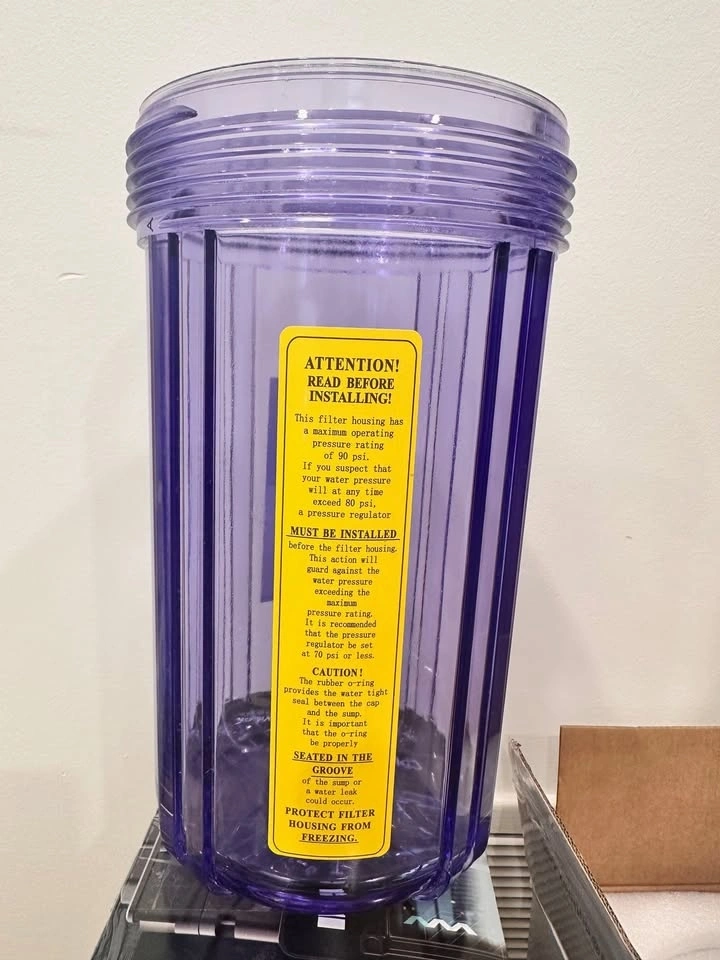 ATTENTION!
READ BEFORE
INSTALLING!
This filter housing has
a maximum operating
pressure rating
of 90 psi.
If you suspect that
your water pressure
will at any time
exceed 80 psi,
a pressure regulator
MUST BE INSTALLED
before the filter housing.
This action will
guard against the
water pressure
exceeding the
maximum
pressure rating.
It is recommended
that the pressure
regulator be set
at 70 psi or less.
CAUTION!
The rubber o-ring
provides the water tight
seal between the cap
and the sump.
It is important
that the o-ring
be properly
SEATED IN THE
GROOVE
of the sump or
a water leak
could occur.
PROTECT FILTER
HOUSING FROM
FREEZING.